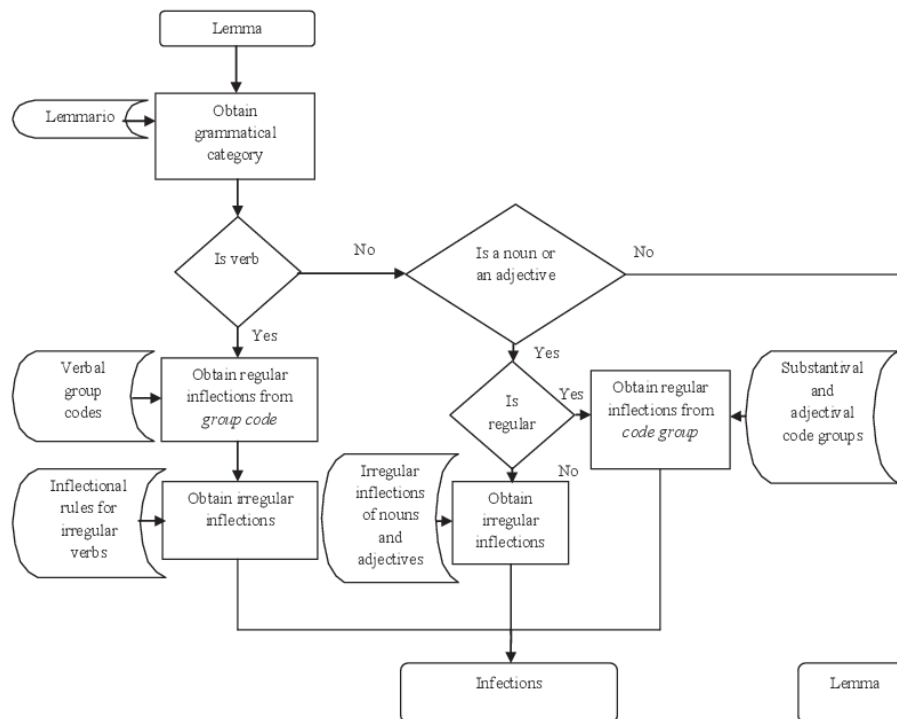 Lemma
Lemmario
Obtain
grammatical
category
Is verb
No
Is a noun or
an adjective
No
Yes
Yes
Verbal
group
codes
Obtain regular
inflections from
group code
Is
regular
Yes
Obtain regular
inflections from
code group
Substantival
and
adjectival
code groups
No
Inflectional
rules for
irregular
verbs
Obtain irregular
inflections
Irregular
inflections
of nouns
and
adjectives
Obtain
irregular
inflections
Infections
Lemma